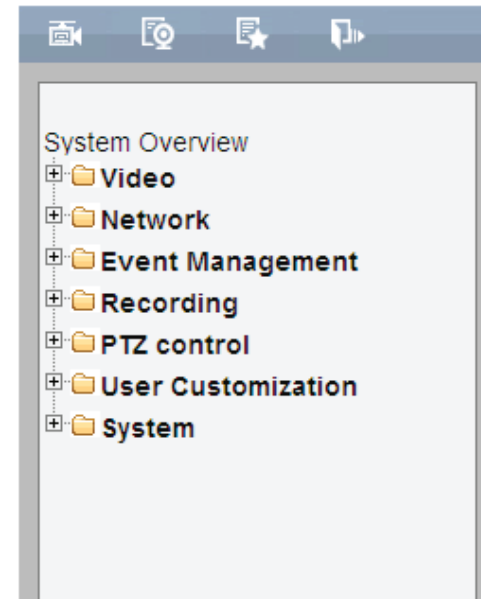 System Overview
Video
Network
Event Management
Recording
PTZ control
User Customization
System